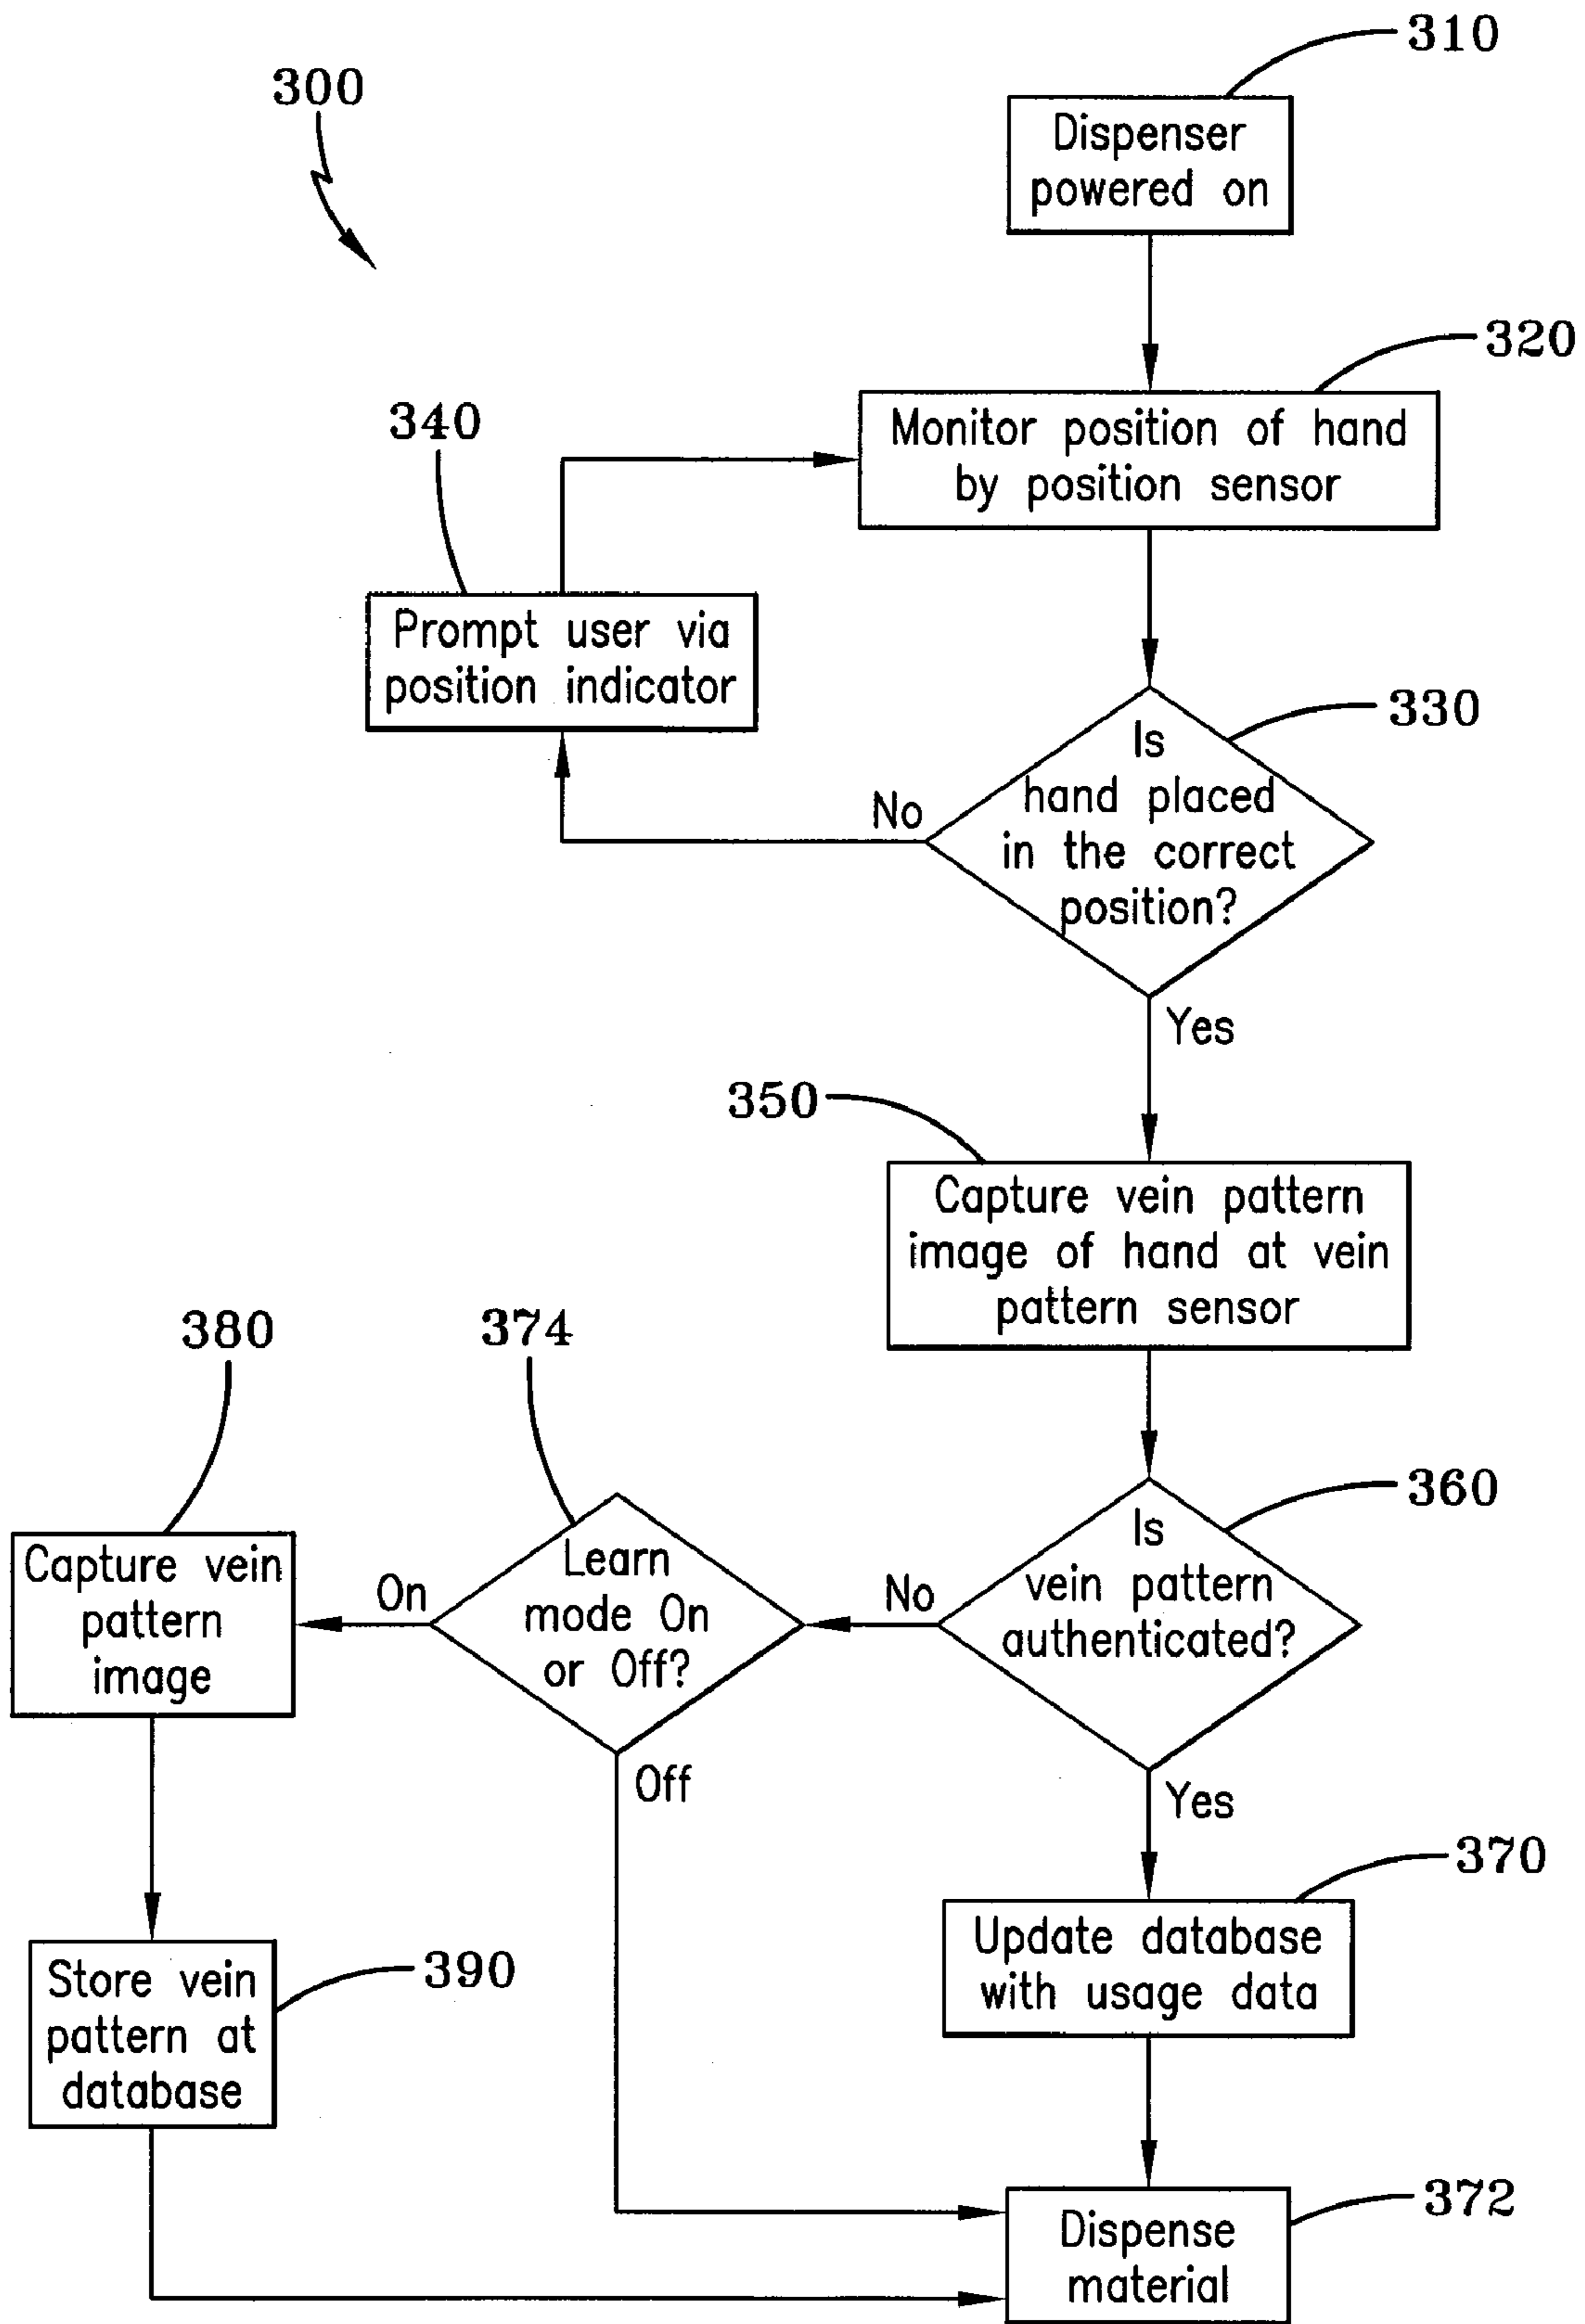 310
300
Dispenser
powered on
320
Monitor position of hand
by position sensor
340
Prompt user via
position indicator
330
Is
hand placed
in the correct
position?
No
Yes
350
Capture vein pattern
image of hand at vein
pattern sensor
380
374
360
Is
vein pattern
authenticated?
No
Learn
mode On
or Off?
On
Capture vein
pattern
image
Off
Yes
370
Update database
with usage data
390
Store vein
pattern at
database
372
Dispense
material